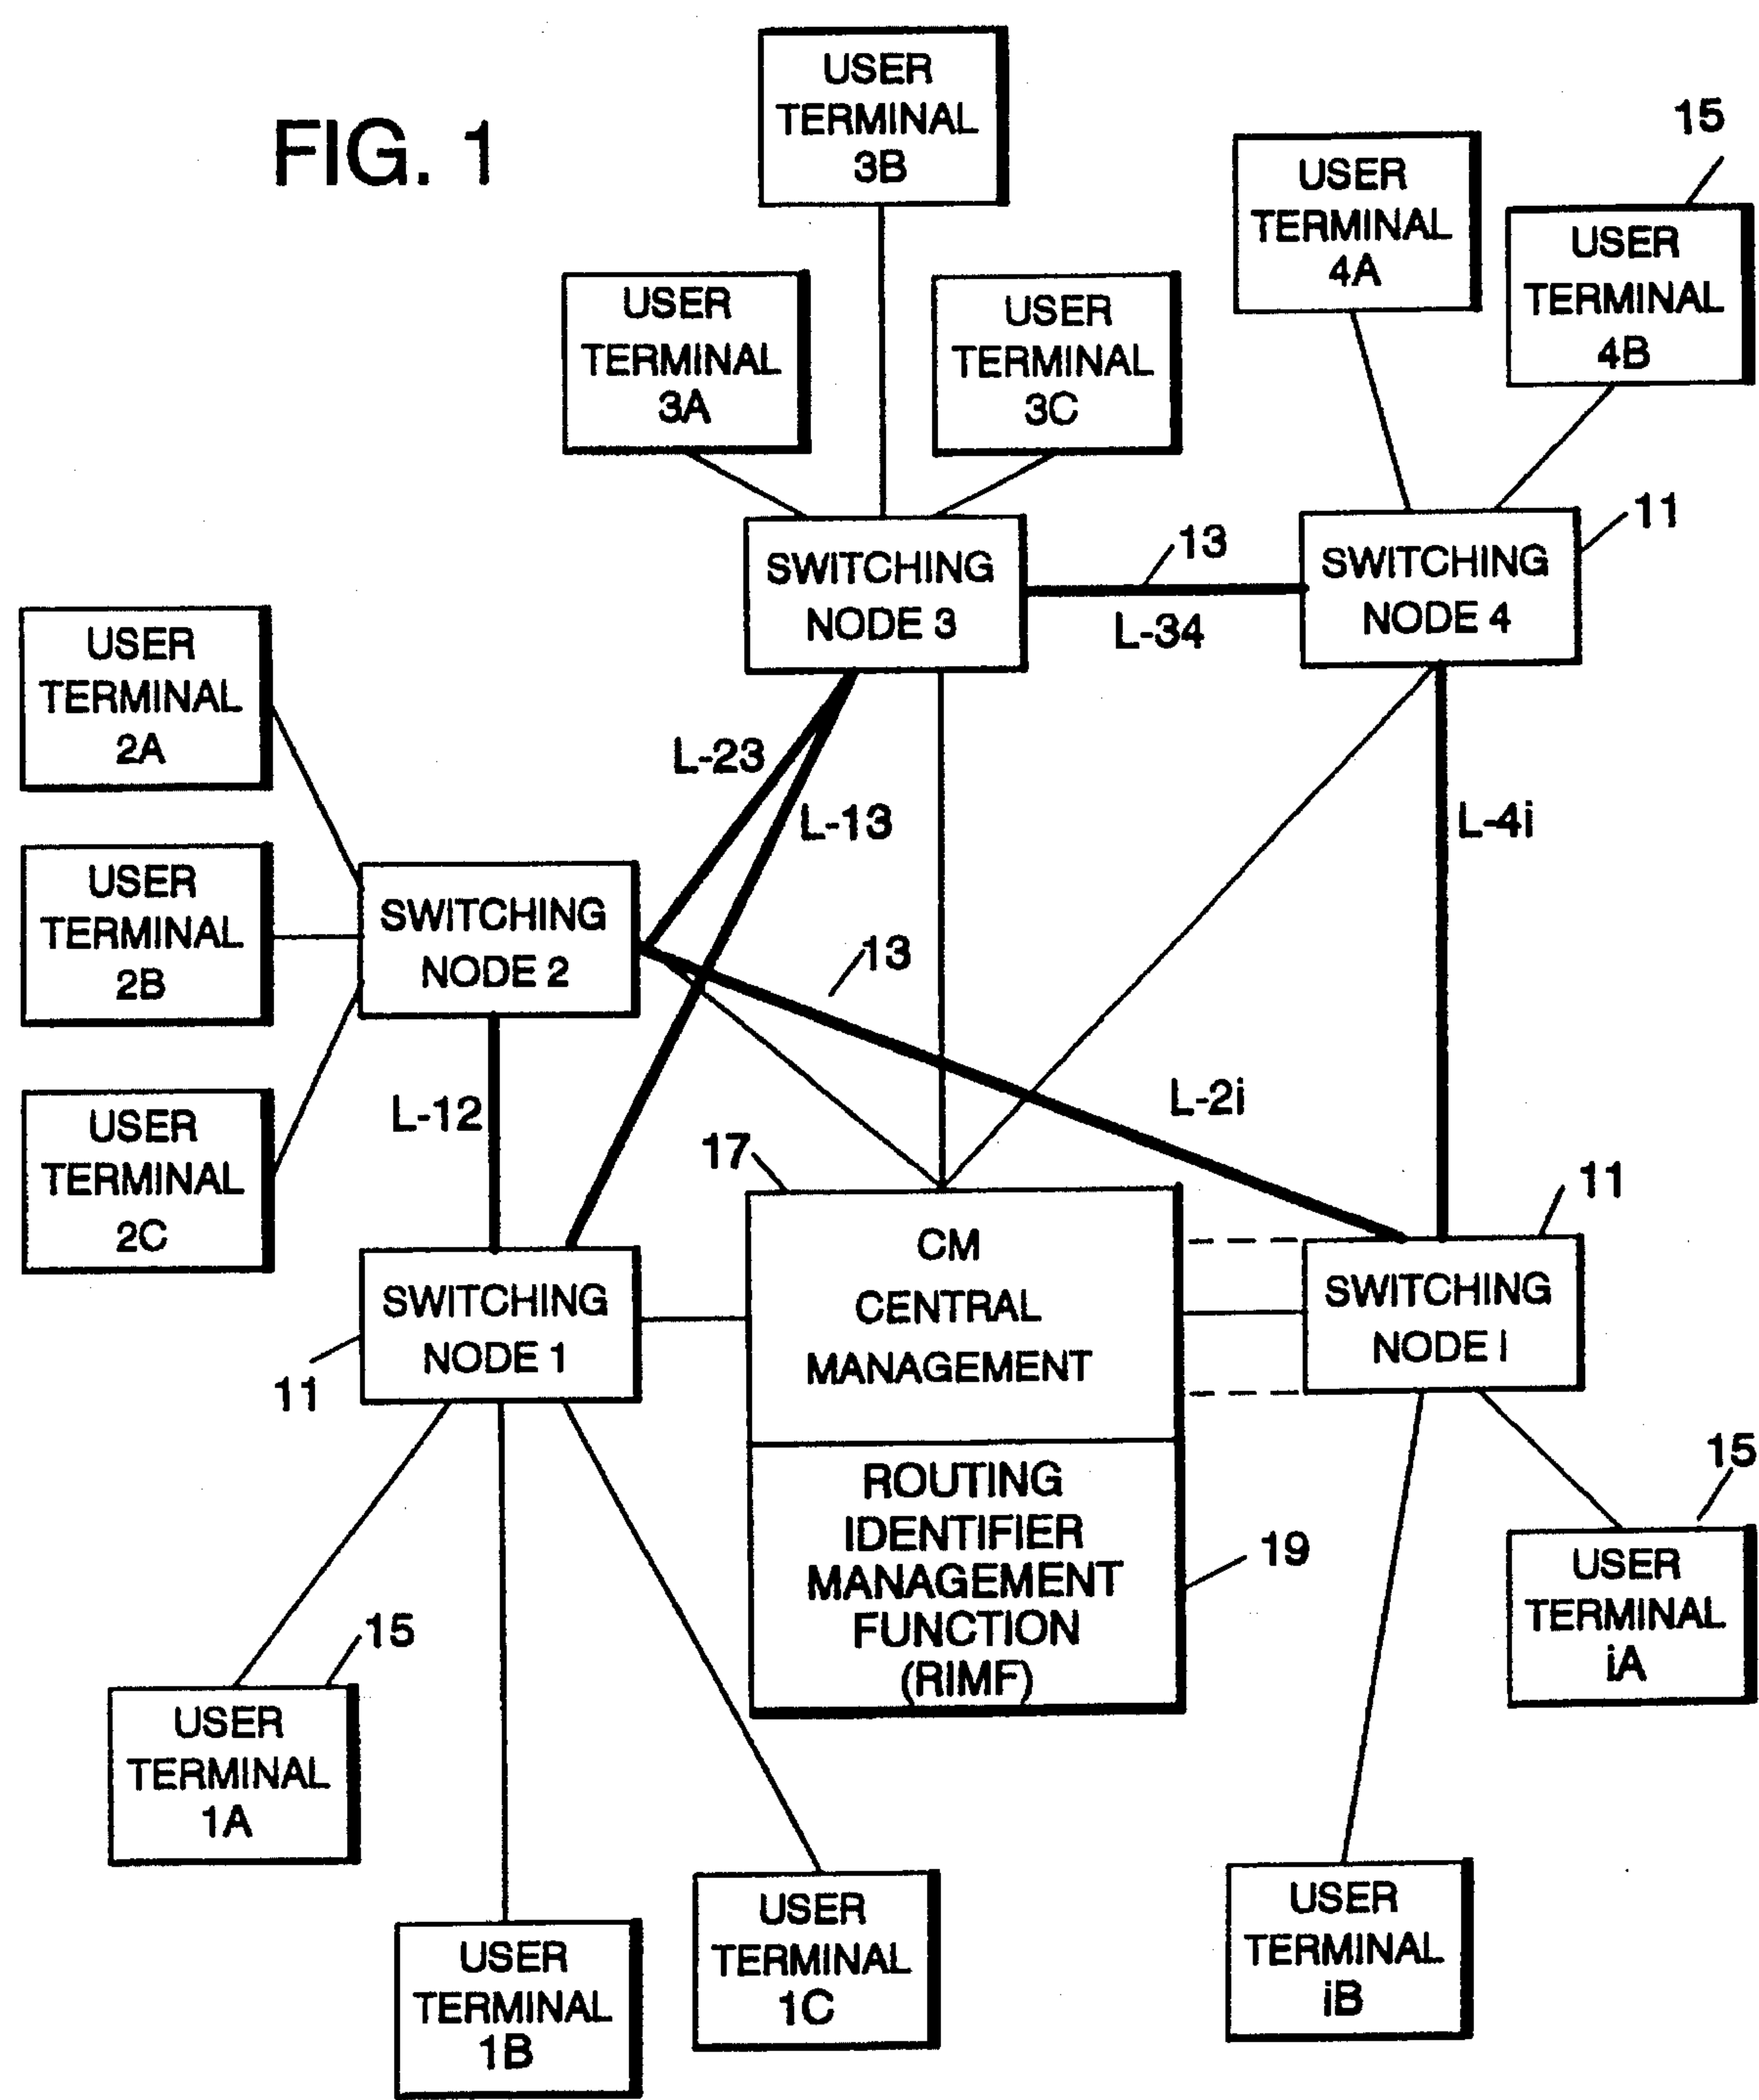 FIG. 1
USER
TERMINAL
3B
15
USER
TERMINAL
4A
USER
TERMINAL
4B
USER
TERMINAL
3A
USER
TERMINAL
3C
11
SWITCHING
NODE 3
13
L-34
SWITCHING
NODE 4
USER
TERMINAL
2A
L-23
L-13
L-4i
USER
TERMINAL
2B
SWITCHING
NODE 2
13
USER
TERMINAL
2C
L-12
L-2i
17
11
SWITCHING
NODE 1
11
CM
CENTRAL
MANAGEMENT
SWITCHING
NODE I
ROUTING
IDENTIFIER
MANAGEMENT
FUNCTION
(RIMF)
19
15
USER
TERMINAL
iA
15
USER
TERMINAL
1A
USER
TERMINAL
1B
USER
TERMINAL
1C
USER
TERMINAL
iB